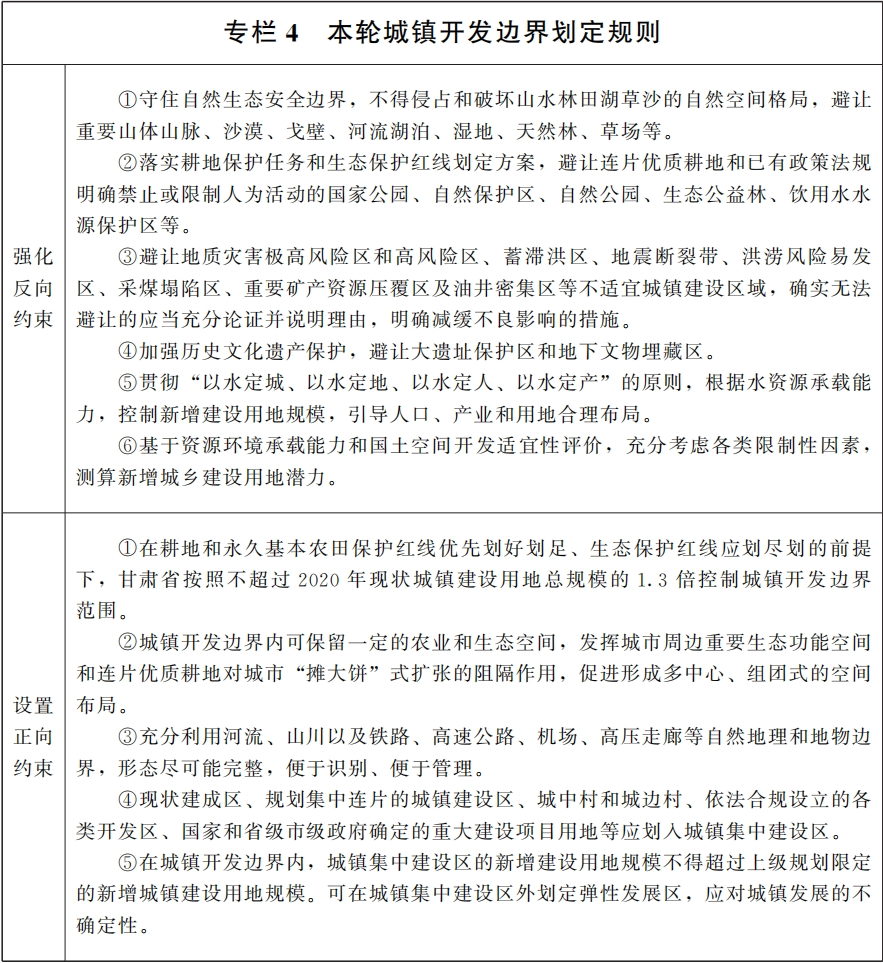 专栏 4　本轮城镇开发边界划定规则
强化
反向
约束
①守住自然生态安全边界，不得侵占和破坏山水林田湖草沙的自然空间格局，避让
重要山体山脉、沙漠、戈壁、河流湖泊、湿地、天然林、草场等。
②落实耕地保护任务和生态保护红线划定方案，避让连片优质耕地和已有政策法规
明确禁止或限制人为活动的国家公园、自然保护区、自然公园、生态公益林、饮用水水
源保护区等。
③避让地质灾害极高风险区和高风险区、蓄滞洪区、地震断裂带、洪涝风险易发
区、采煤塌陷区、重要矿产资源压覆区及油井密集区等不适宜城镇建设区域，确实无法
避让的应当充分论证并说明理由，明确减缓不良影响的措施。
④加强历史文化遗产保护，避让大遗址保护区和地下文物埋藏区。
⑤贯彻“以水定城、以水定地、以水定人、以水定产”的原则，根据水资源承载能
力，控制新增建设用地规模，引导人口、产业和用地合理布局。
⑥基于资源环境承载能力和国土空间开发适宜性评价，充分考虑各类限制性因素，
测算新增城乡建设用地潜力。
设置
正向
约束
①在耕地和永久基本农田保护红线优先划好划足、生态保护红线应划尽划的前提
下，甘肃省按照不超过 2020 年现状城镇建设用地总规模的 1.3 倍控制城镇开发边界
范围。
②城镇开发边界内可保留一定的农业和生态空间，发挥城市周边重要生态功能空间
和连片优质耕地对城市“摊大饼”式扩张的阻隔作用，促进形成多中心、组团式的空间
布局。
③充分利用河流、山川以及铁路、高速公路、机场、高压走廊等自然地理和地物边
界，形态尽可能完整，便于识别、便于管理。
④现状建成区、规划集中连片的城镇建设区、城中村和城边村、依法合规设立的各
类开发区、国家和省级市级政府确定的重大建设项目用地等应划入城镇集中建设区。
⑤在城镇开发边界内，城镇集中建设区的新增建设用地规模不得超过上级规划限定
的新增城镇建设用地规模。可在城镇集中建设区外划定弹性发展区，应对城镇发展的不
确定性。